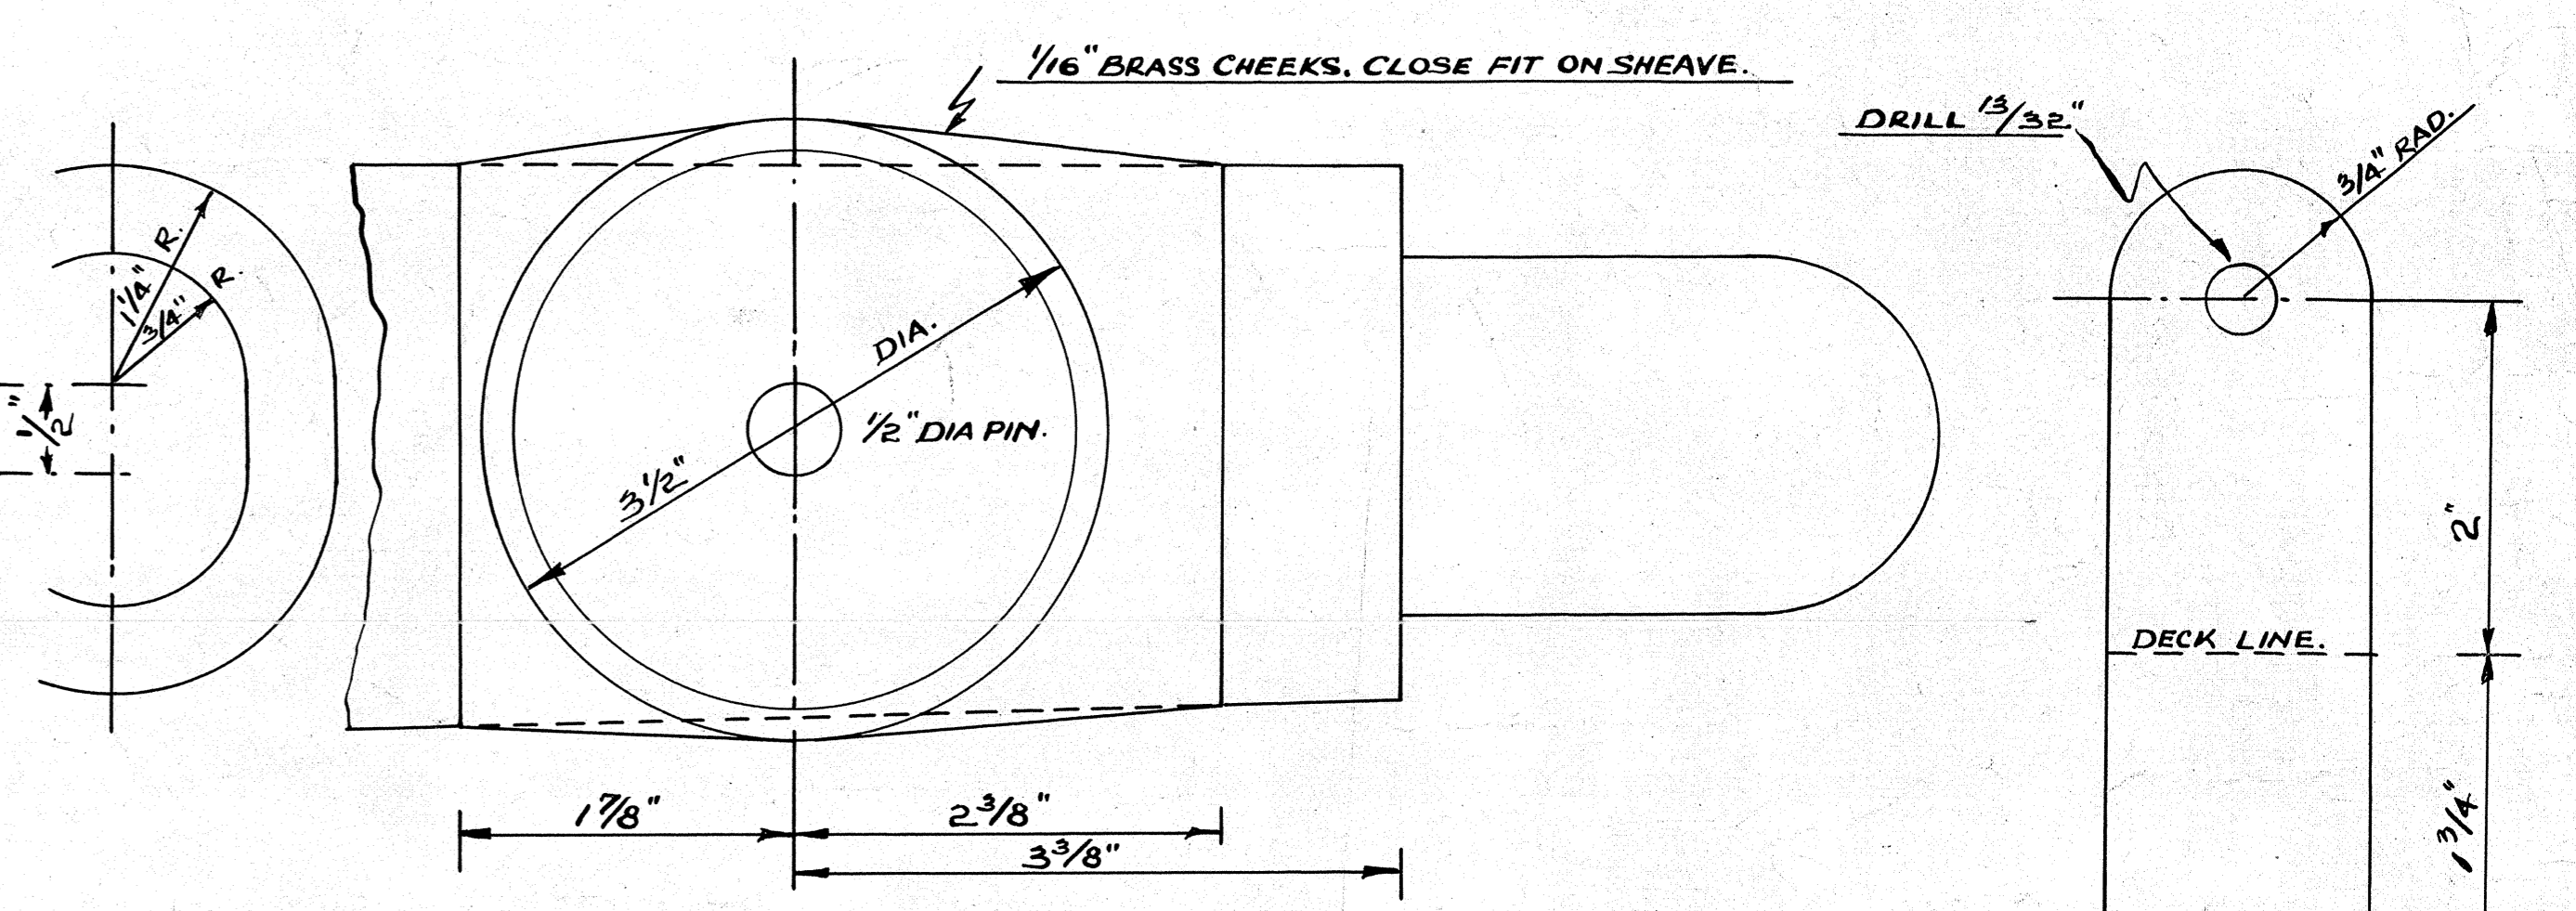 1/16" BRASS CHEEKS. CLOSE FIT ON SHEAVE.
DRILL 13/32"
3/4" RAD.
1 1/4" R.
3/4" R.
1/2"
DIA.
3 1/2"
1/2" DIA PIN.
2"
DECK LINE.
1 3/4"
1 7/8"
2 3/8"
3 3/8"